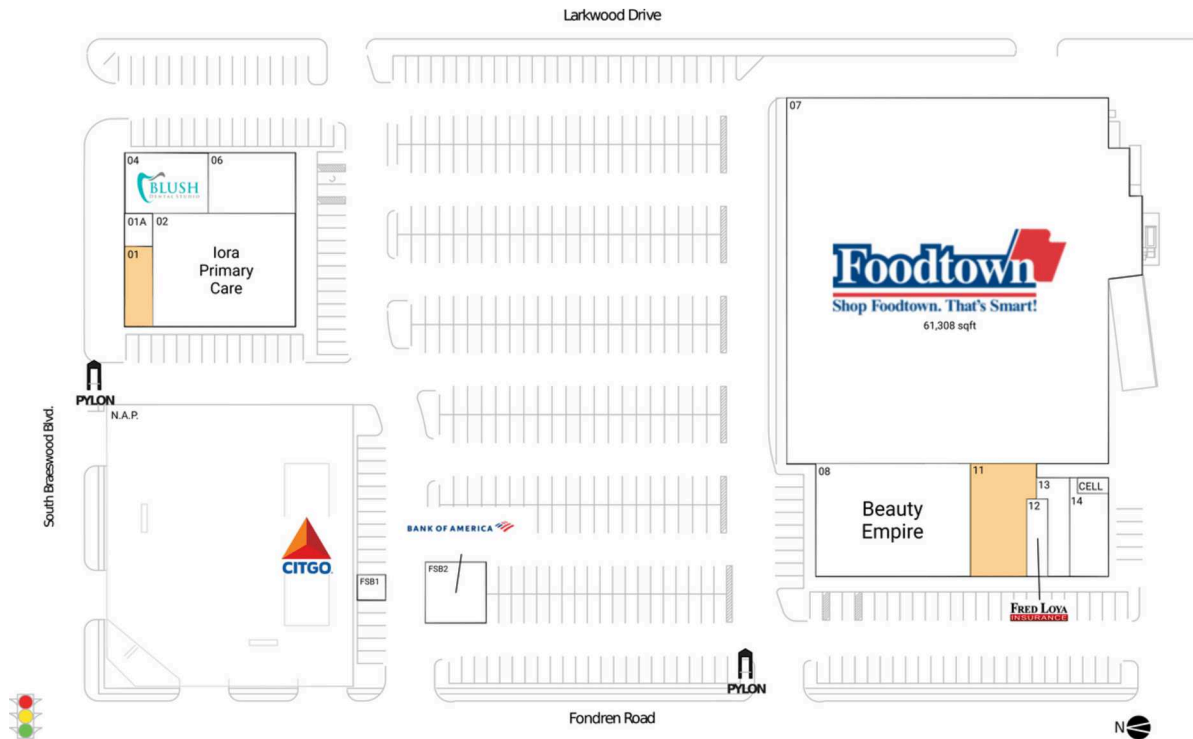 Larkwood Drive
07
04
06
BLUSH
DENTAL STUDIO
01A
02
01
Iora
Primary
Care
Foodtown
Shop Foodtown. That's Smart!
61,308 sqft
PYLON
N.A.P.
South Braeswood Blvd.
08
11
13
CELL
12
14
Beauty
Empire
BANK OF AMERICA
CITGO
FSB1
FSB2
FRED LOYA
INSURANCE
PYLON
Fondren Road
N